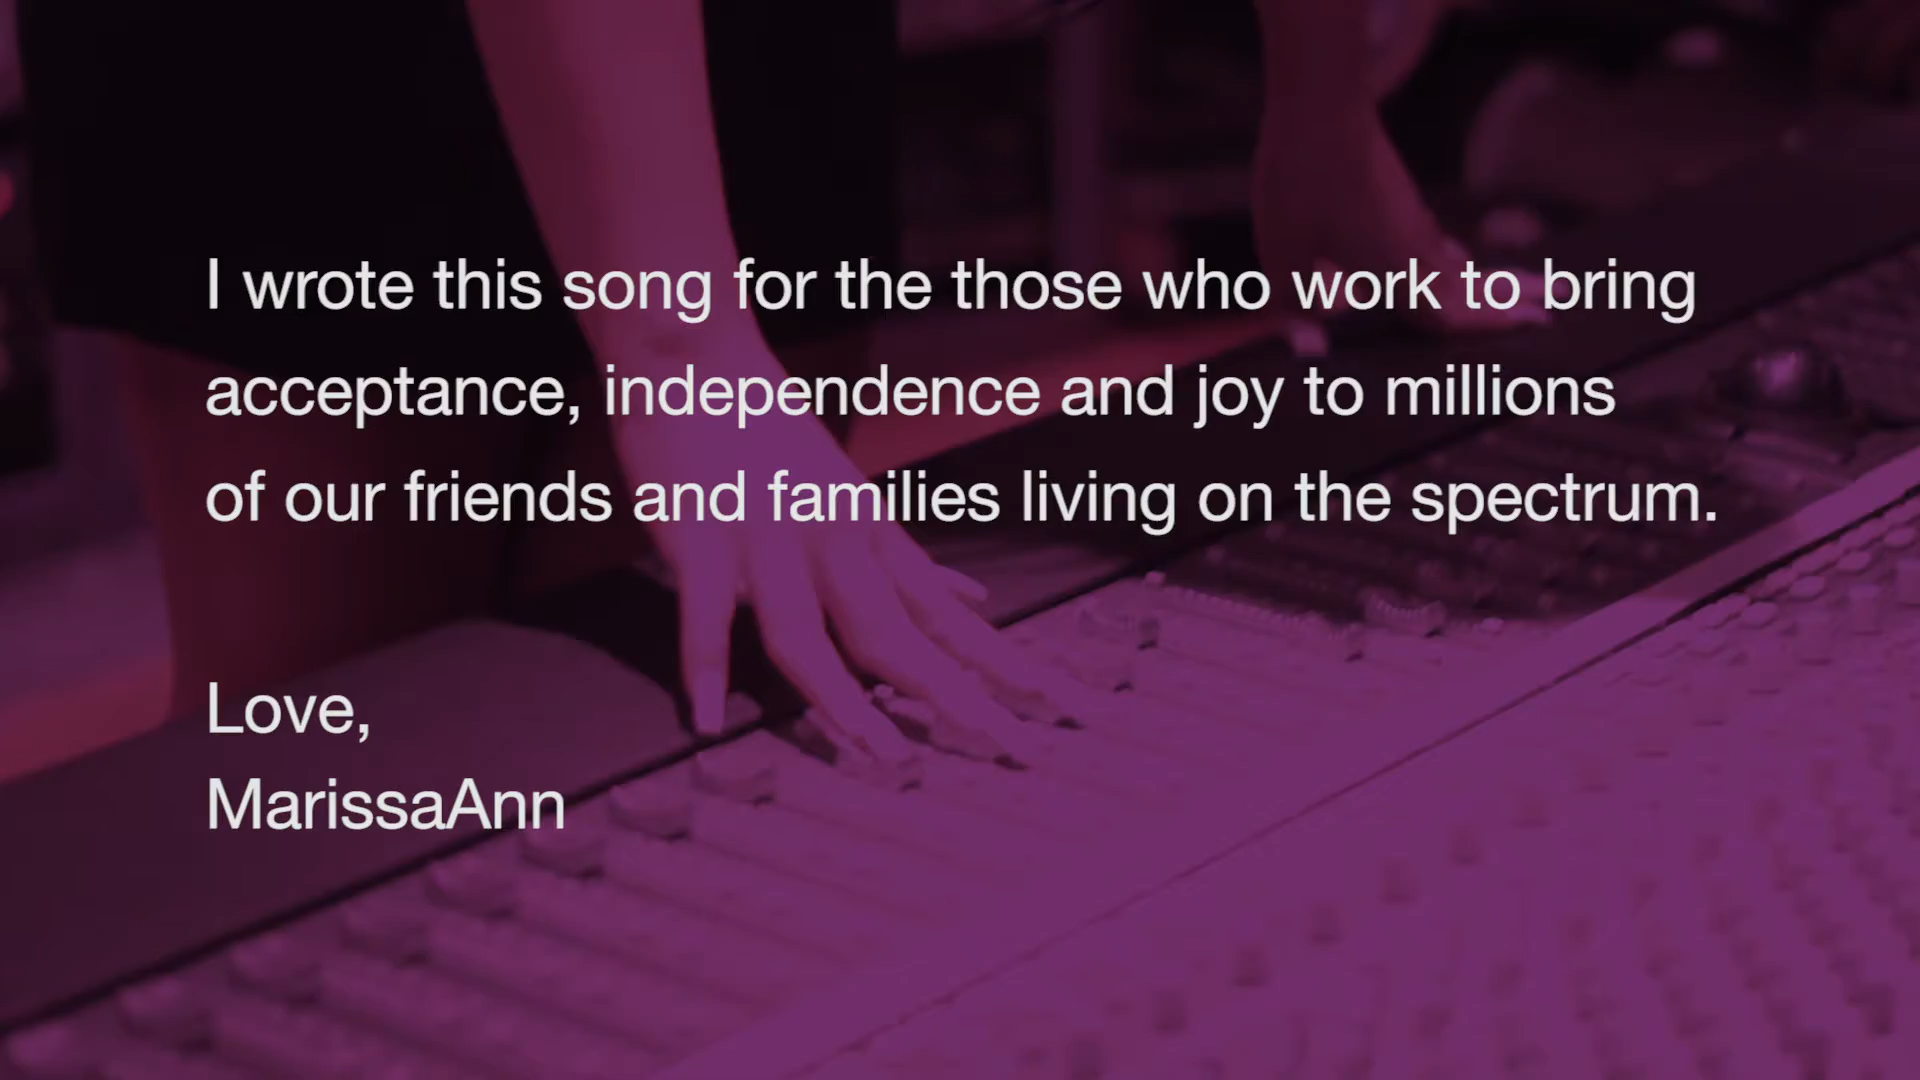 I wrote this song for the those who work to bring
acceptance, independence and joy to millions
of our friends and families living on the spectrum.
Love,
MarissaAnn